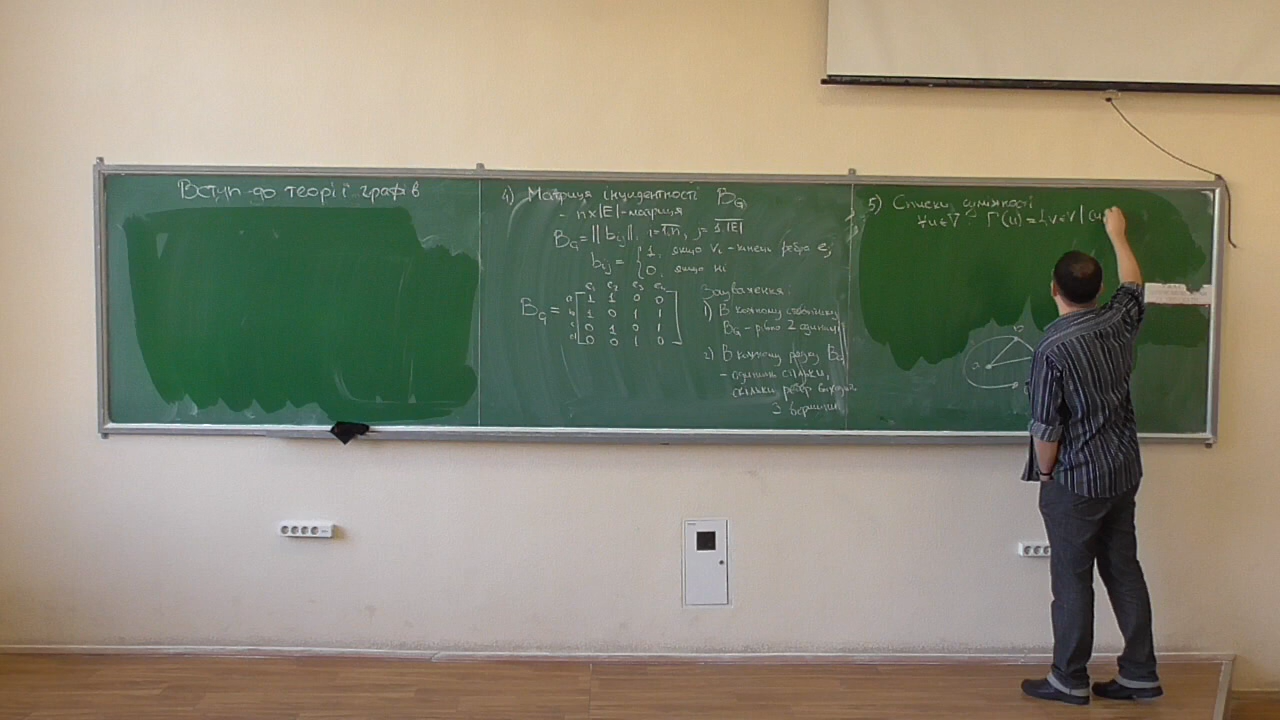 Вступ до теорії графів
4) Матриця інцидентності B_G
- n×|E| - матриця
B_G = || b_ij ||, i=1,n, j=1,|E|
b_ij = { 1, якщо v_i - кінець ребра e_j
0, якщо ні
e₁ e₂ e₃ e₄
B_G =
a 1 1 0 0
b 1 0 1 1
c 0 1 0 1
d 0 0 1 0
Зауваження:
1) В кожному стовпчику
B_G - рівно 2 одиниці
2) В кожному рядку B_G
- одиниць стільки,
скільки ребер виходить
з вершини
5) Списки суміжності
∀u∈V: Γ(u) = {v∈V | (u
a